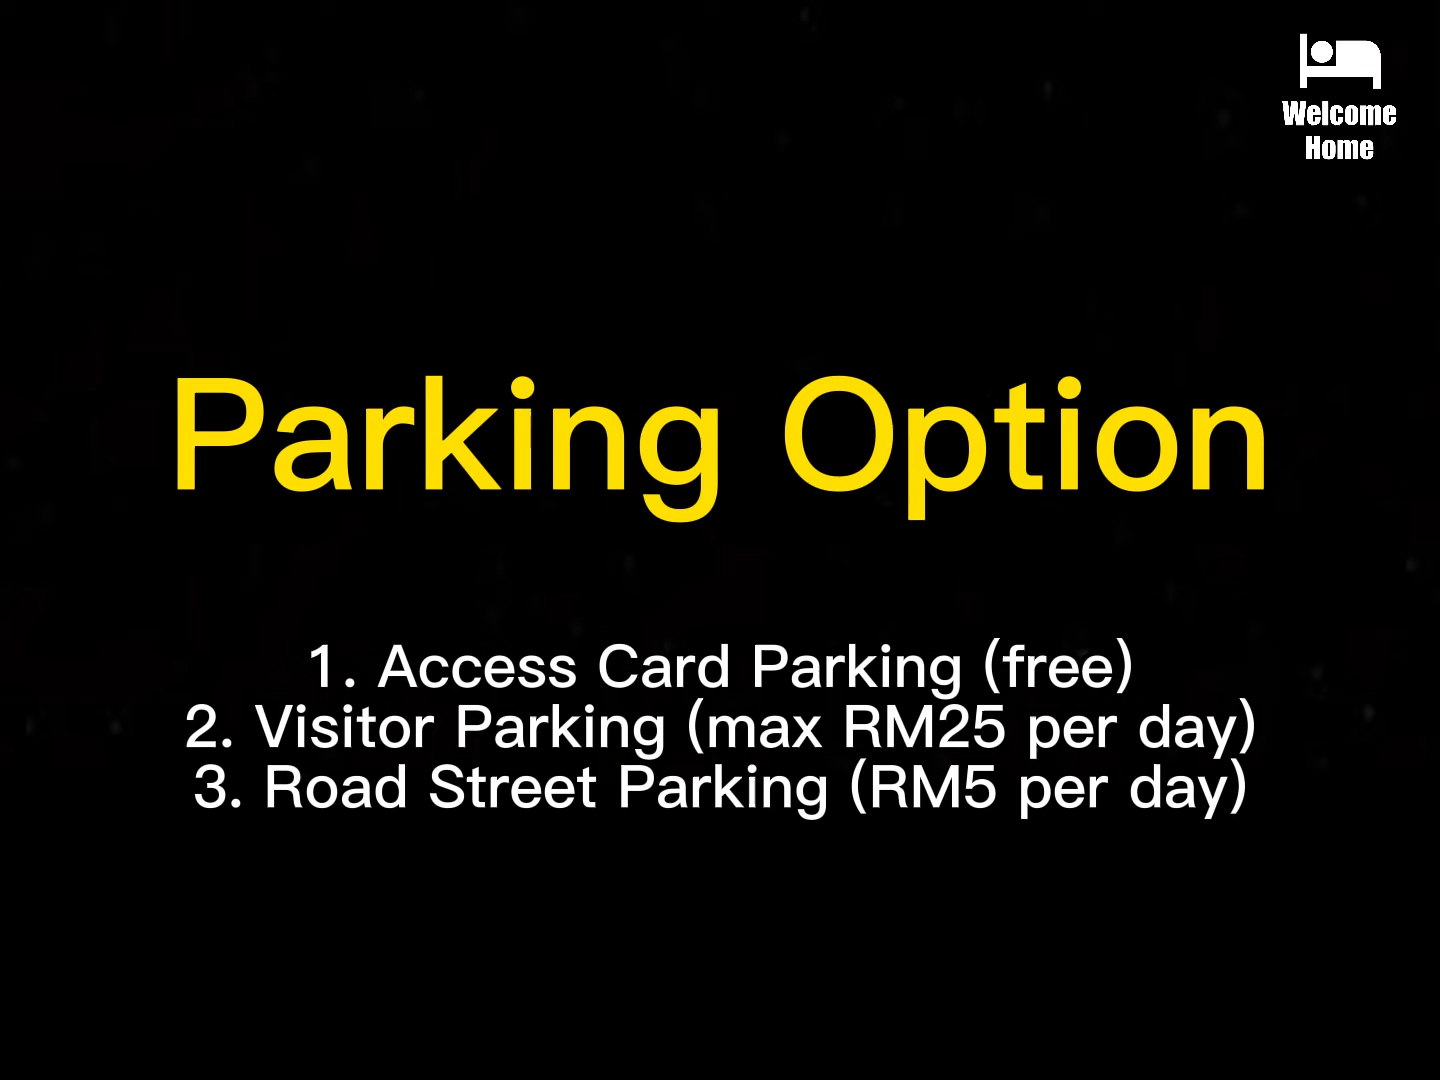 Welcome
Home
Parking Option
1. Access Card Parking (free)
2. Visitor Parking (max RM25 per day)
3. Road Street Parking (RM5 per day)